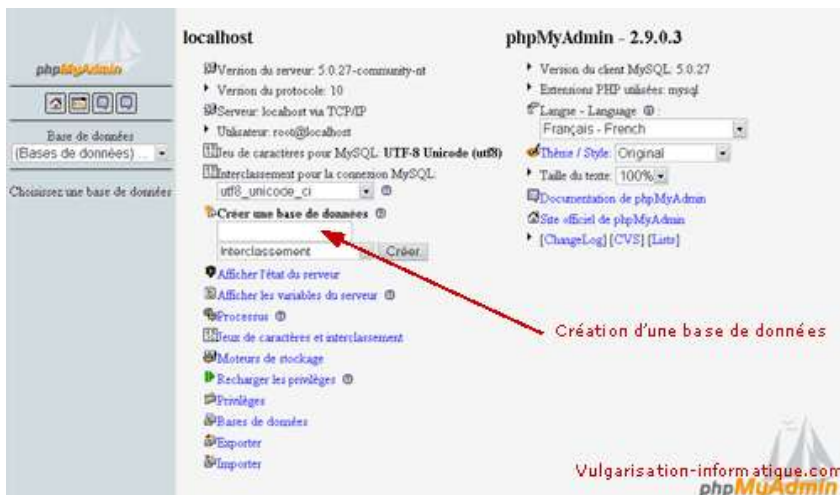 phpMyAdmin
Base de données
(Bases de données) ...
Choisissez une base de données
localhost
Version du serveur: 5.0.27-community-nt
Version du protocole: 10
Serveur: localhost via TCP/IP
Utilisateur: root@localhost
Jeu de caractères pour MySQL: UTF-8 Unicode (utf8)
Interclassement pour la connexion MySQL:
utf8_unicode_ci
Créer une base de données
Interclassement
Créer
Afficher l'état du serveur
Afficher les variables du serveur
Processus
Jeux de caractères et interclassement
Moteurs de stockage
Recharger les privilèges
Privilèges
Bases de données
Exporter
Importer
phpMyAdmin - 2.9.0.3
Version du client MySQL: 5.0.27
Extensions PHP utilisées: mysql
Langue - Language :
Français - French
Thème / Style: Original
Taille du texte: 100%
Documentation de phpMyAdmin
Site officiel de phpMyAdmin
[ChangeLog] [CVS] [Lists]
Création d'une base de données
Vulgarisation-informatique.com
phpMyAdmin